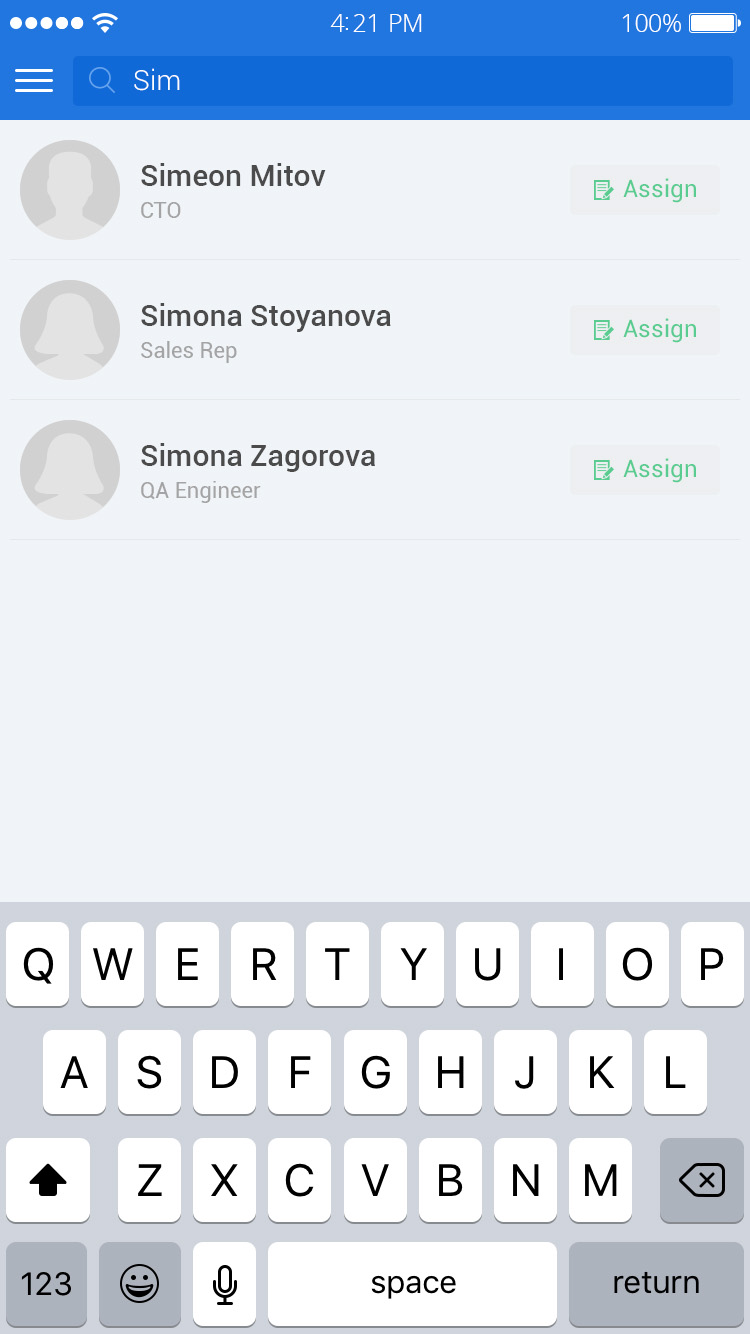 4:21 PM 100%
Sim
Simeon Mitov
CTO
Assign
Simona Stoyanova
Sales Rep
Assign
Simona Zagorova
QA Engineer
Assign
Q W E R T Y U I O P
A S D F G H J K L
Z X C V B N M
123 space return